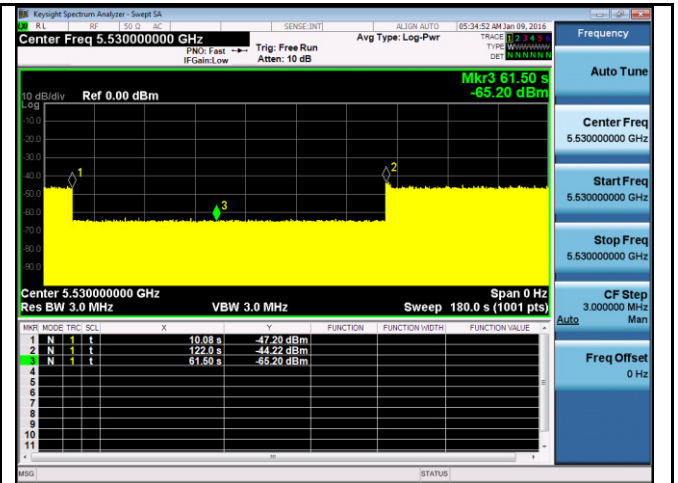 Keysight Spectrum Analyzer - Swept SA
RL RF 50 Ω AC SENSE:INT ALIGN AUTO 05:34:52 AM Jan 09, 2016
Center Freq 5.530000000 GHz Avg Type: Log-Pwr TRACE 1 2 3 4 5 6
PNO: Fast Trig: Free Run TYPE WWWWWW
IFGain:Low Atten: 10 dB DET N N N N N N
Mkr3 61.50 s
10 dB/div Ref 0.00 dBm -65.20 dBm
Log
-10.0
-20.0
-30.0
-40.0
-50.0
-60.0
-70.0
-80.0
-90.0
1
2
3
Center 5.530000000 GHz Span 0 Hz
Res BW 3.0 MHz VBW 3.0 MHz Sweep 180.0 s (1001 pts)
MKR MODE TRC SCL X Y FUNCTION FUNCTION WIDTH FUNCTION VALUE
1 N 1 t 10.08 s -47.20 dBm
2 N 1 t 122.0 s -44.22 dBm
3 N 1 t 61.50 s -65.20 dBm
4
5
6
7
8
9
10
11
MSG STATUS
Frequency
Auto Tune
Center Freq
5.530000000 GHz
Start Freq
5.530000000 GHz
Stop Freq
5.530000000 GHz
CF Step
3.000000 MHz
Auto Man
Freq Offset
0 Hz